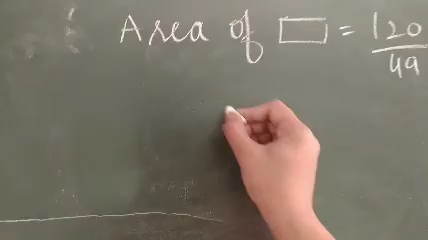 Area of ▭ = 120/49